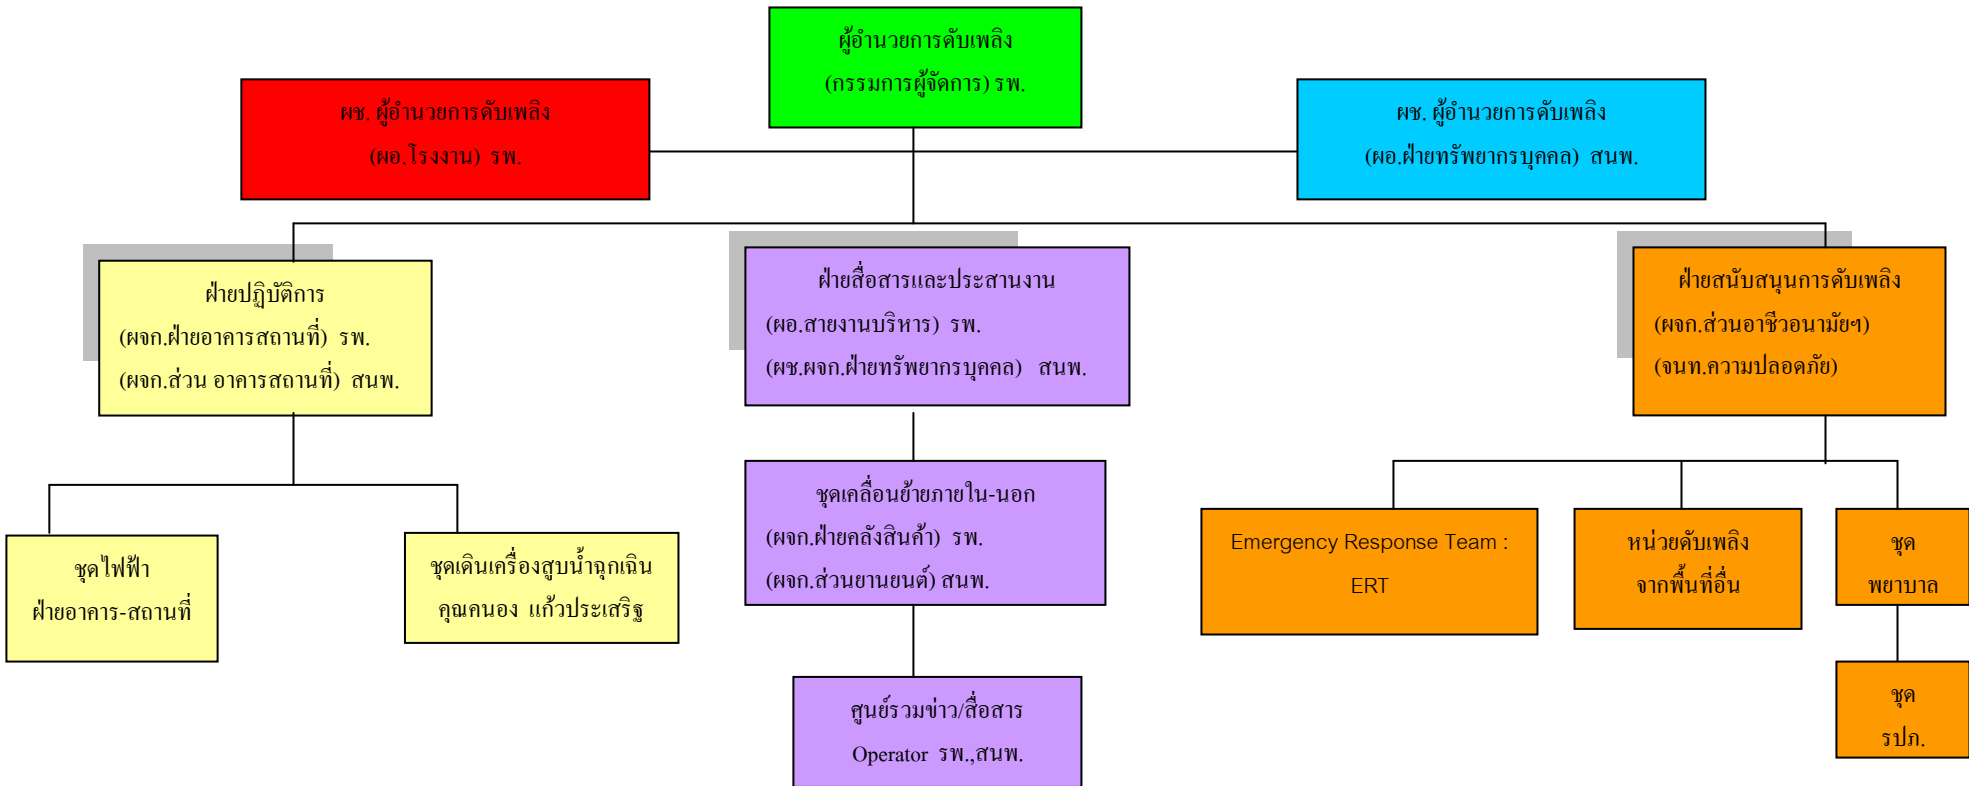 ผู้อำนวยการดับเพลิง
(กรรมการผู้จัดการ) รพ.
ผช. ผู้อำนวยการดับเพลิง
(ผอ.โรงงาน) รพ.
ผช. ผู้อำนวยการดับเพลิง
(ผอ.ฝ่ายทรัพยากรบุคคล) สนพ.
ฝ่ายปฏิบัติการ
(ผจก.ฝ่ายอาคารสถานที่) รพ.
(ผจก.ส่วน อาคารสถานที่) สนพ.
ฝ่ายสื่อสารและประสานงาน
(ผอ.สายงานบริหาร) รพ.
(ผช.ผจก.ฝ่ายทรัพยากรบุคคล) สนพ.
ฝ่ายสนับสนุนการดับเพลิง
(ผจก.ส่วนอาชีวอนามัยฯ)
(จนท.ความปลอดภัย)
ชุดไฟฟ้า
ฝ่ายอาคาร-สถานที่
ชุดเดินเครื่องสูบน้ำฉุกเฉิน
คุณคนอง แก้วประเสริฐ
ชุดเคลื่อนย้ายภายใน-นอก
(ผจก.ฝ่ายคลังสินค้า) รพ.
(ผจก.ส่วนยานยนต์) สนพ.
ศูนย์รวมข่าว/สื่อสาร
Operator รพ.,สนพ.
Emergency Response Team :
ERT
หน่วยดับเพลิง
จากพื้นที่อื่น
ชุด
พยาบาล
ชุด
รปภ.